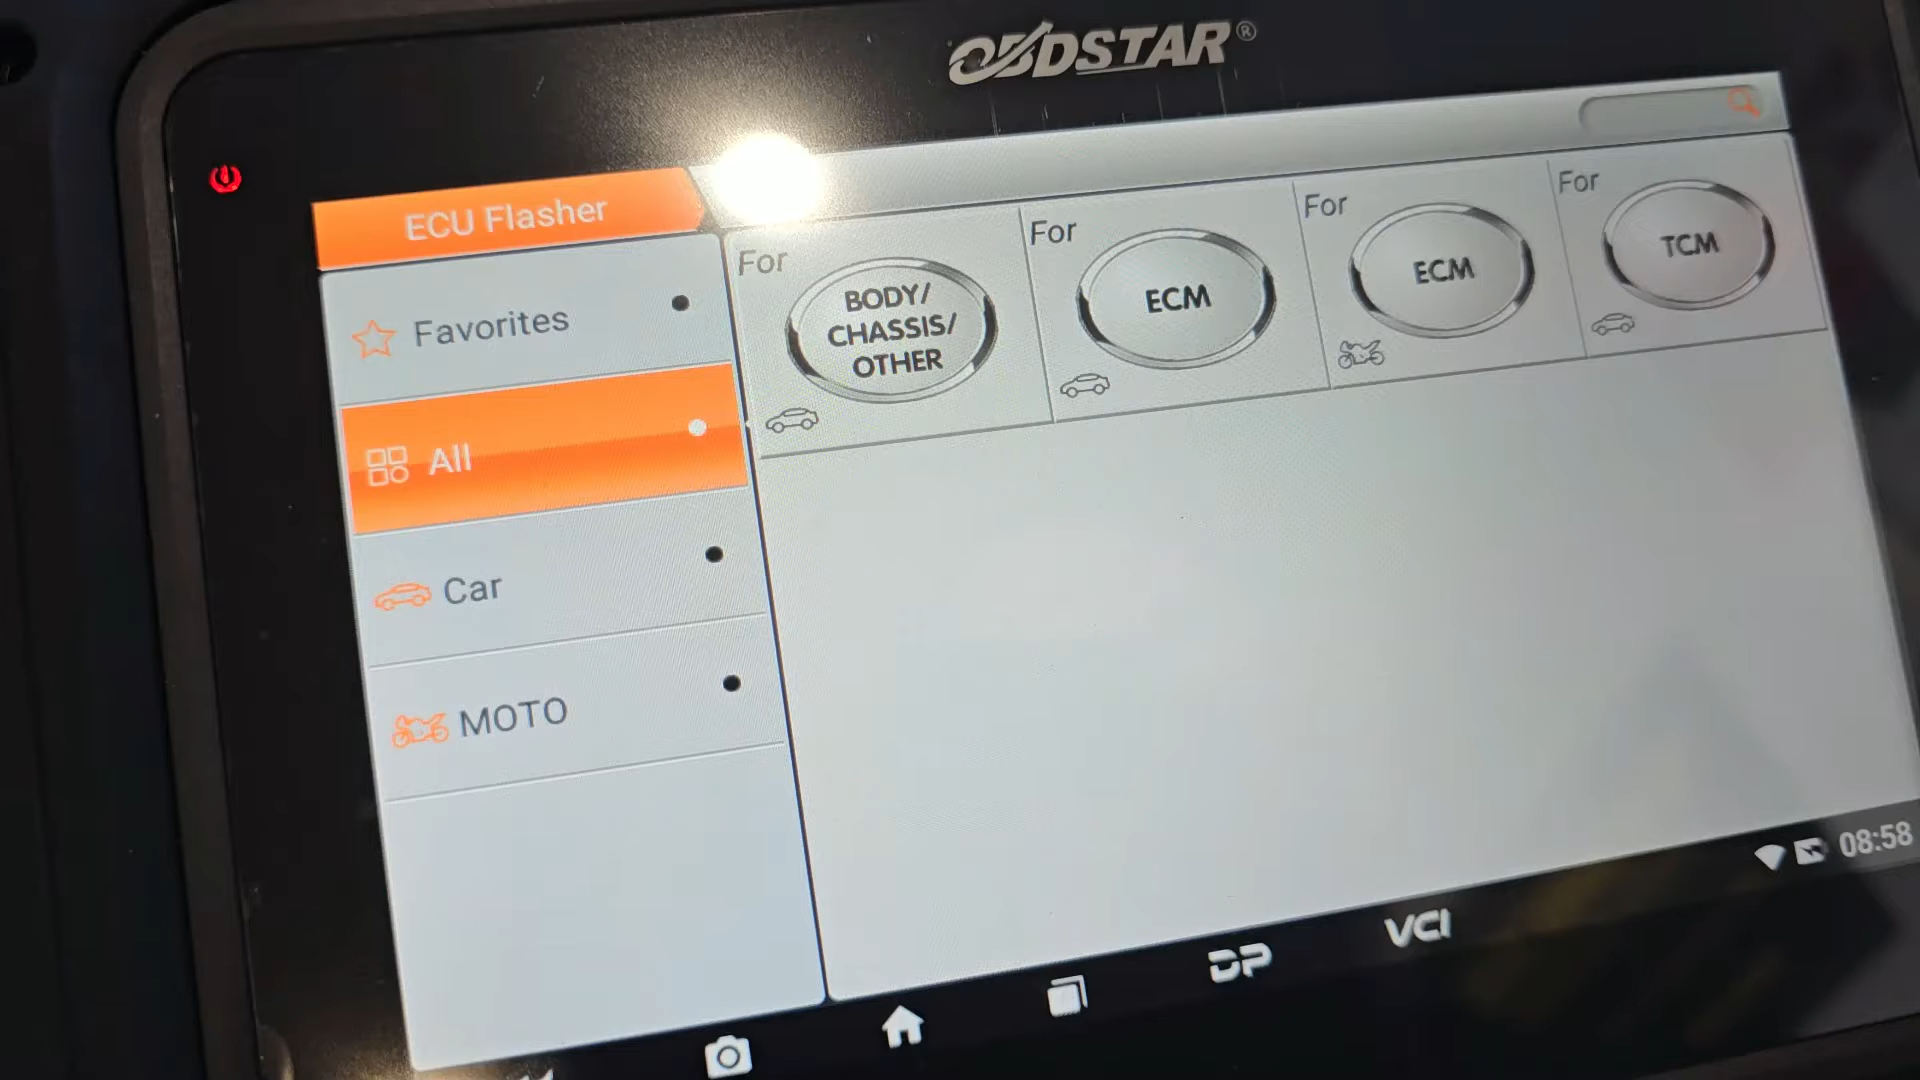 OBDSTAR®
ECU Flasher
Favorites
All
Car
MOTO
For
BODY/
CHASSIS/
OTHER
For
ECM
For
ECM
For
TCM
08:58
DP
VCI